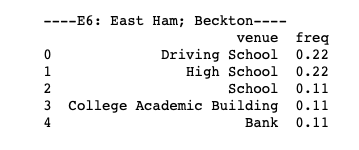 ----E6: East Ham; Beckton----
venue freq
0 Driving School 0.22
1 High School 0.22
2 School 0.11
3 College Academic Building 0.11
4 Bank 0.11